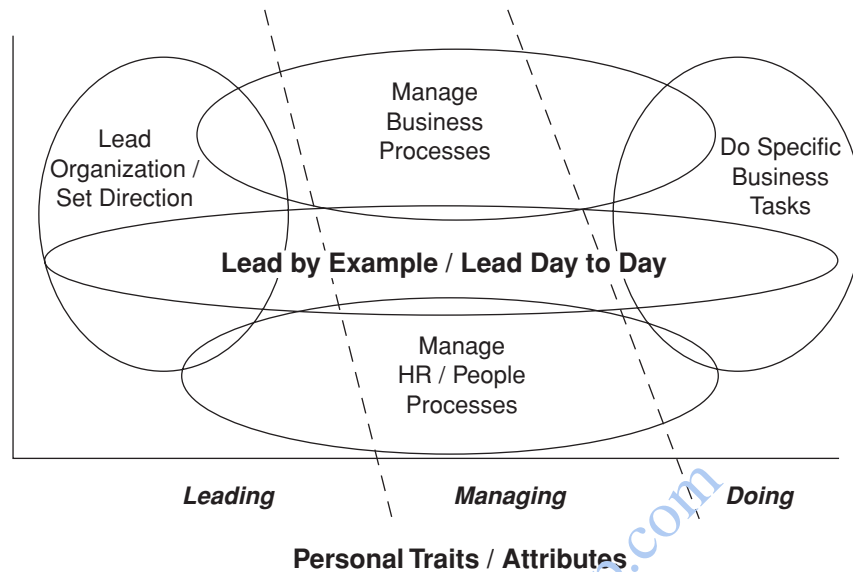 Manage
Business
Processes
Lead
Organization /
Set Direction
Do Specific
Business
Tasks
Lead by Example / Lead Day to Day
Manage
HR / People
Processes
Leading
Managing
Doing
Personal Traits / Attributes
.com